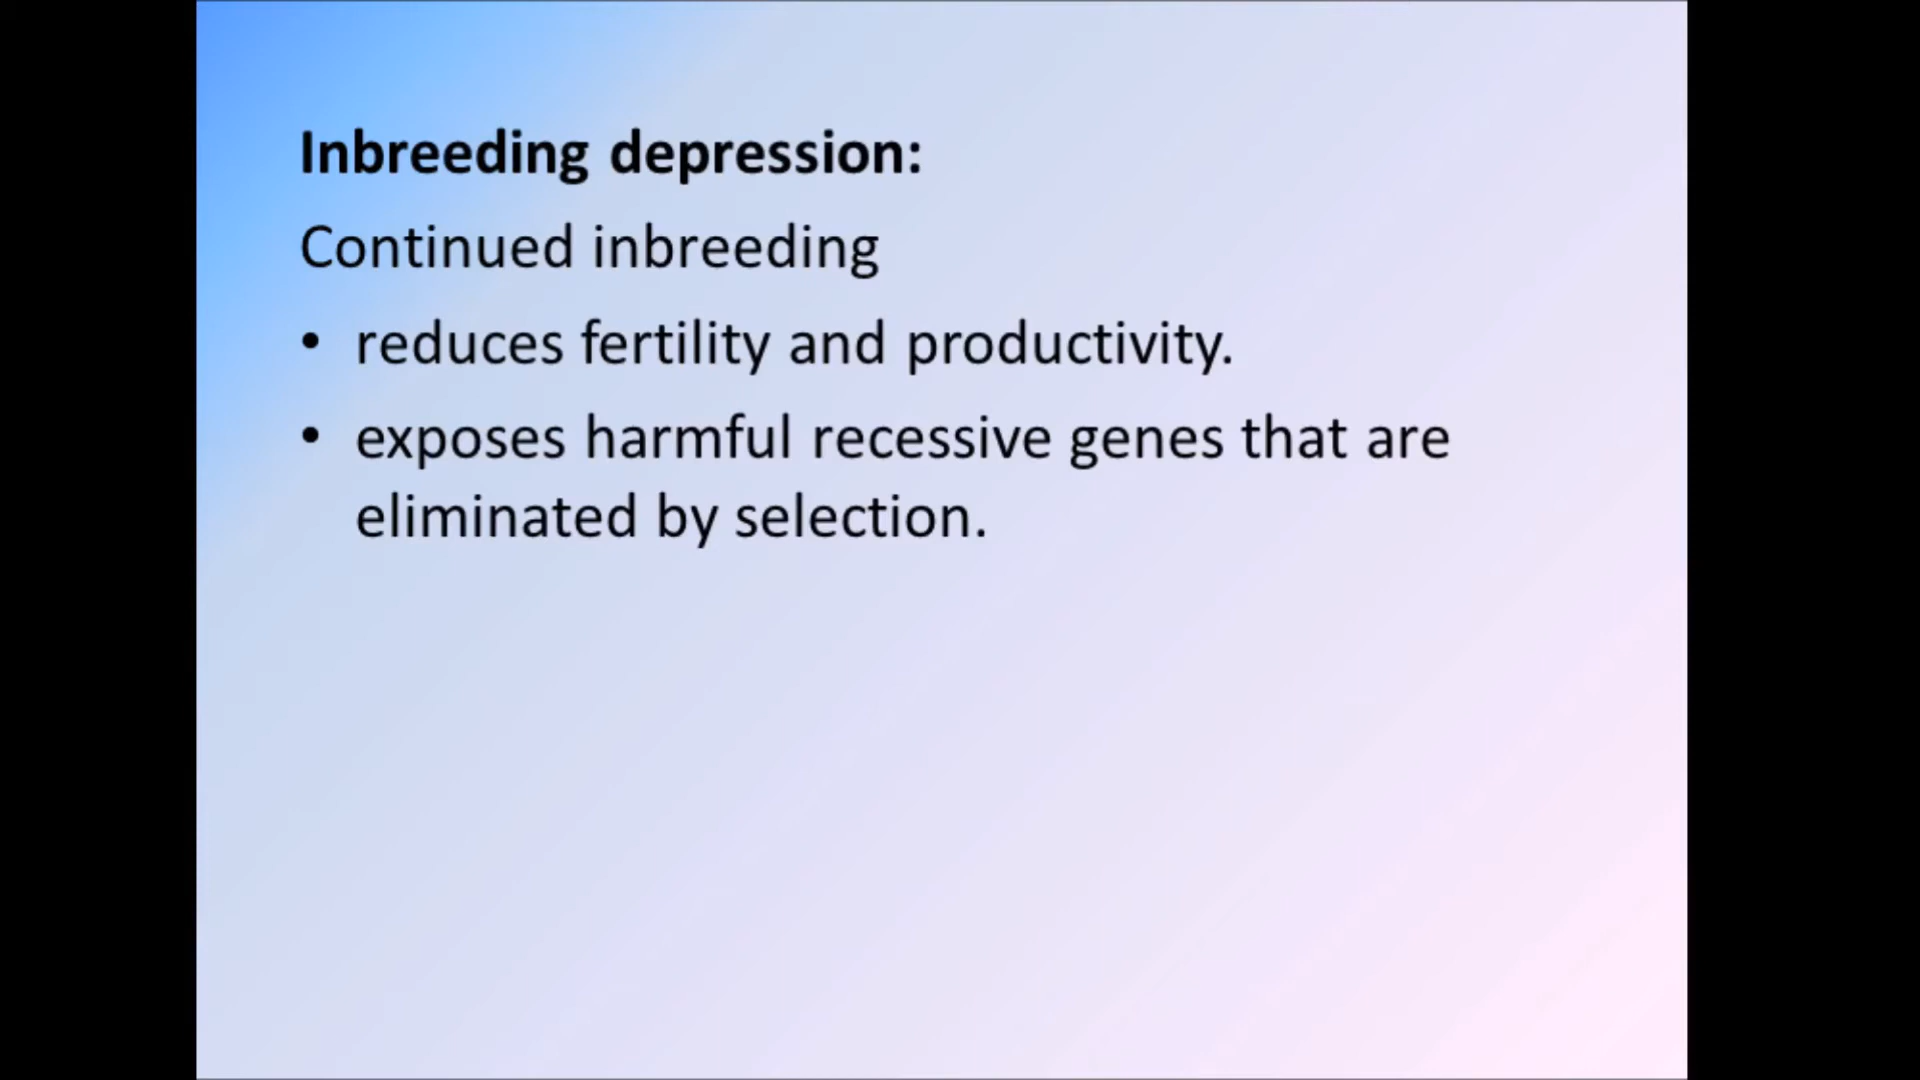 Inbreeding depression:
Continued inbreeding
• reduces fertility and productivity.
• exposes harmful recessive genes that are
eliminated by selection.